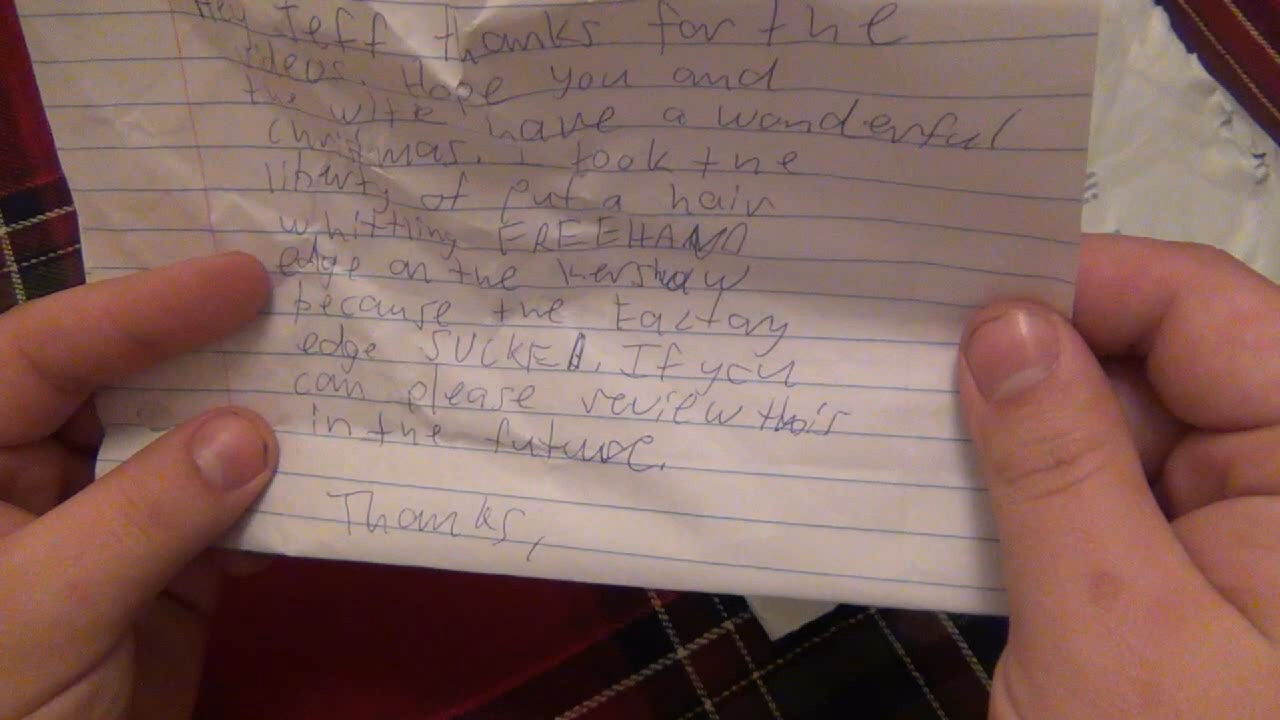 Hey Jeff thanks for the
videos. Hope you and
the wife have a wonderful
christmas. I took the
liberty of put a hair
whittling FREEHAND
edge on the kershaw
because the factory
edge SUCKED. If you
can please review this
in the future.
Thanks,